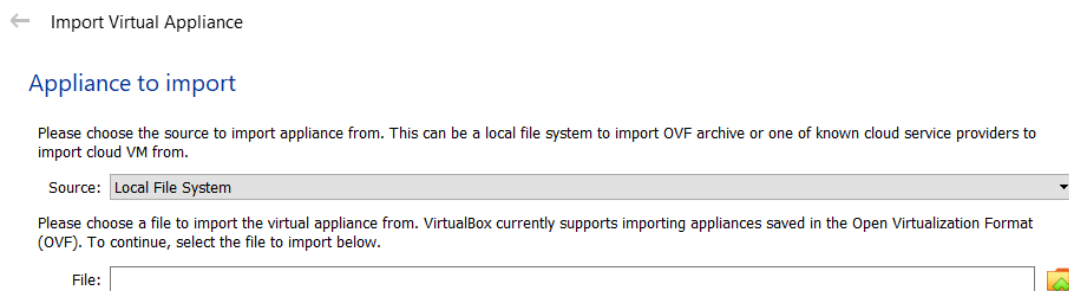 Import Virtual Appliance
Appliance to import
Please choose the source to import appliance from. This can be a local file system to import OVF archive or one of known cloud service providers to
import cloud VM from.
Source: Local File System
Please choose a file to import the virtual appliance from. VirtualBox currently supports importing appliances saved in the Open Virtualization Format
(OVF). To continue, select the file to import below.
File: